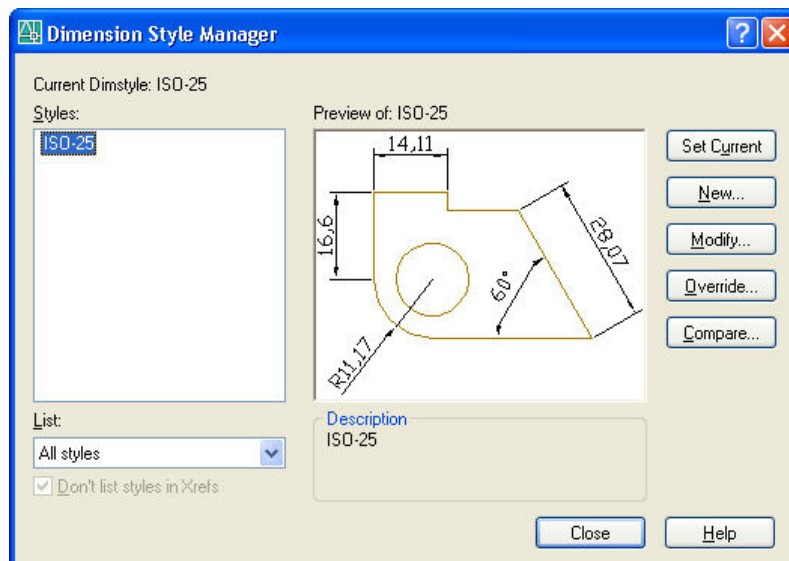 Dimension Style Manager
Current Dimstyle: ISO-25
Styles:
ISO-25
Preview of: ISO-25
14,11
16,6
28,07
60°
R11,17
Set Current
New...
Modify...
Override...
Compare...
List:
All styles
Don't list styles in Xrefs
Description
ISO-25
Close
Help